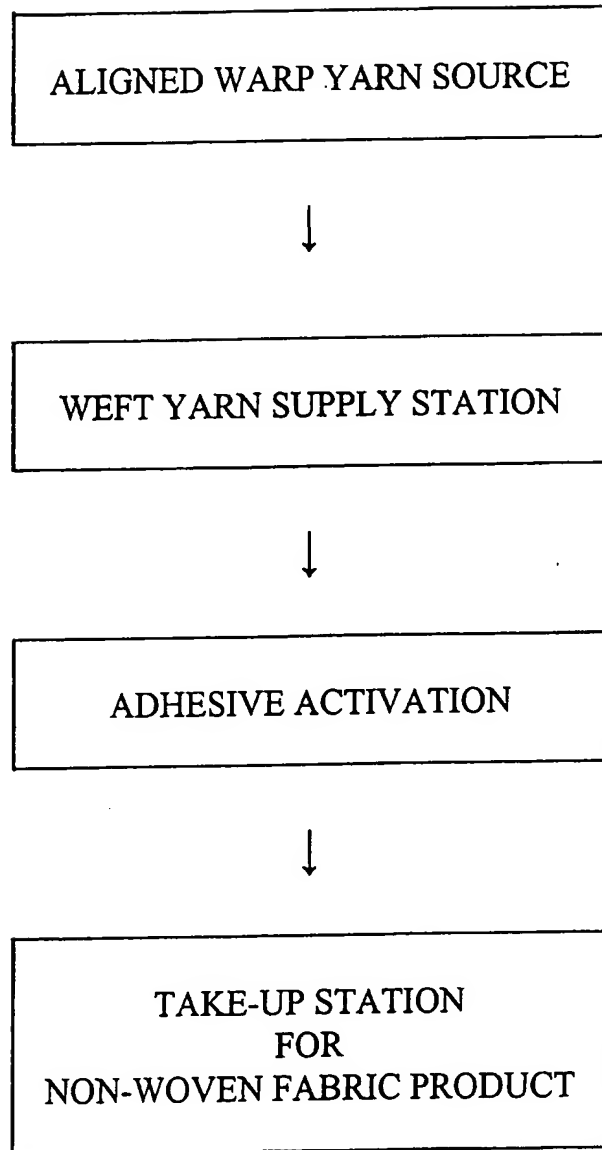 ALIGNED WARP YARN SOURCE
↓
WEFT YARN SUPPLY STATION
↓
ADHESIVE ACTIVATION
↓
TAKE-UP STATION
FOR
NON-WOVEN FABRIC PRODUCT